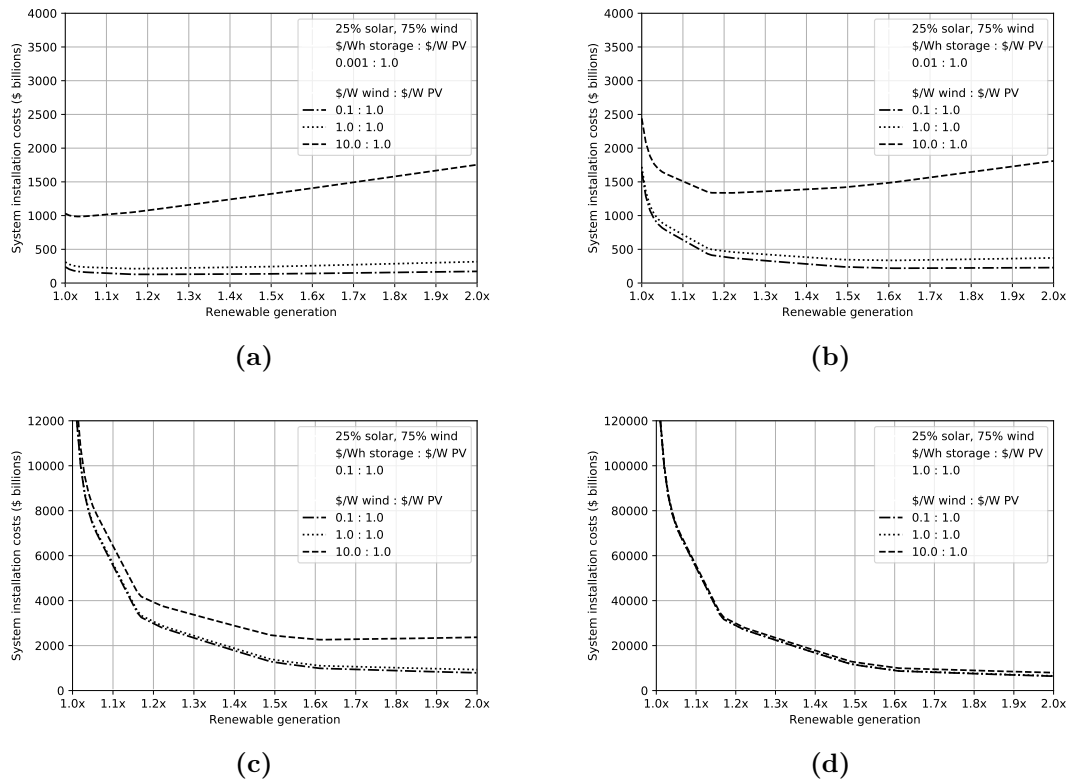 4000
3500
3000
2500
2000
1500
1000
500
0
System installation costs ($ billions)
25% solar, 75% wind
$/Wh storage : $/W PV
0.001 : 1.0
$/W wind : $/W PV
0.1 : 1.0
1.0 : 1.0
10.0 : 1.0
1.0x 1.1x 1.2x 1.3x 1.4x 1.5x 1.6x 1.7x 1.8x 1.9x 2.0x
Renewable generation
(a)
4000
3500
3000
2500
2000
1500
1000
500
0
System installation costs ($ billions)
25% solar, 75% wind
$/Wh storage : $/W PV
0.01 : 1.0
$/W wind : $/W PV
0.1 : 1.0
1.0 : 1.0
10.0 : 1.0
1.0x 1.1x 1.2x 1.3x 1.4x 1.5x 1.6x 1.7x 1.8x 1.9x 2.0x
Renewable generation
(b)
12000
10000
8000
6000
4000
2000
0
System installation costs ($ billions)
25% solar, 75% wind
$/Wh storage : $/W PV
0.1 : 1.0
$/W wind : $/W PV
0.1 : 1.0
1.0 : 1.0
10.0 : 1.0
1.0x 1.1x 1.2x 1.3x 1.4x 1.5x 1.6x 1.7x 1.8x 1.9x 2.0x
Renewable generation
(c)
120000
100000
80000
60000
40000
20000
0
System installation costs ($ billions)
25% solar, 75% wind
$/Wh storage : $/W PV
1.0 : 1.0
$/W wind : $/W PV
0.1 : 1.0
1.0 : 1.0
10.0 : 1.0
1.0x 1.1x 1.2x 1.3x 1.4x 1.5x 1.6x 1.7x 1.8x 1.9x 2.0x
Renewable generation
(d)